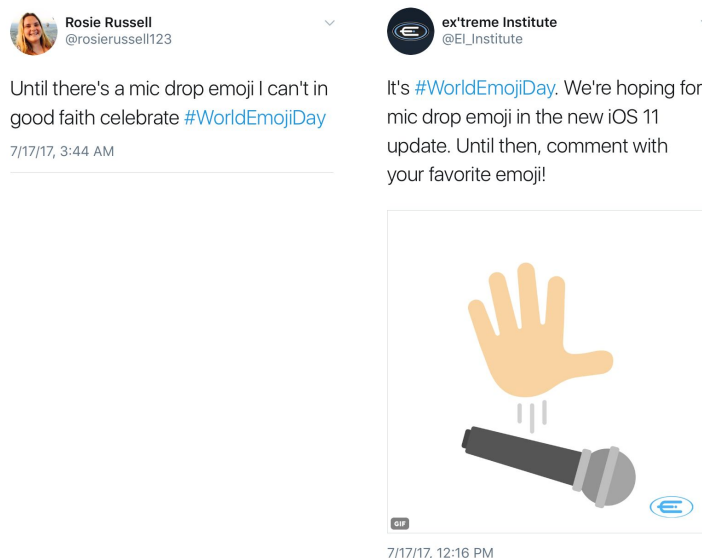 Rosie Russell
@rosierussell123
Until there's a mic drop emoji I can't in
good faith celebrate #WorldEmojiDay
7/17/17, 3:44 AM
ex'treme Institute
@EI_Institute
It's #WorldEmojiDay. We're hoping for
mic drop emoji in the new iOS 11
update. Until then, comment with
your favorite emoji!
GIF
7/17/17, 12:16 PM